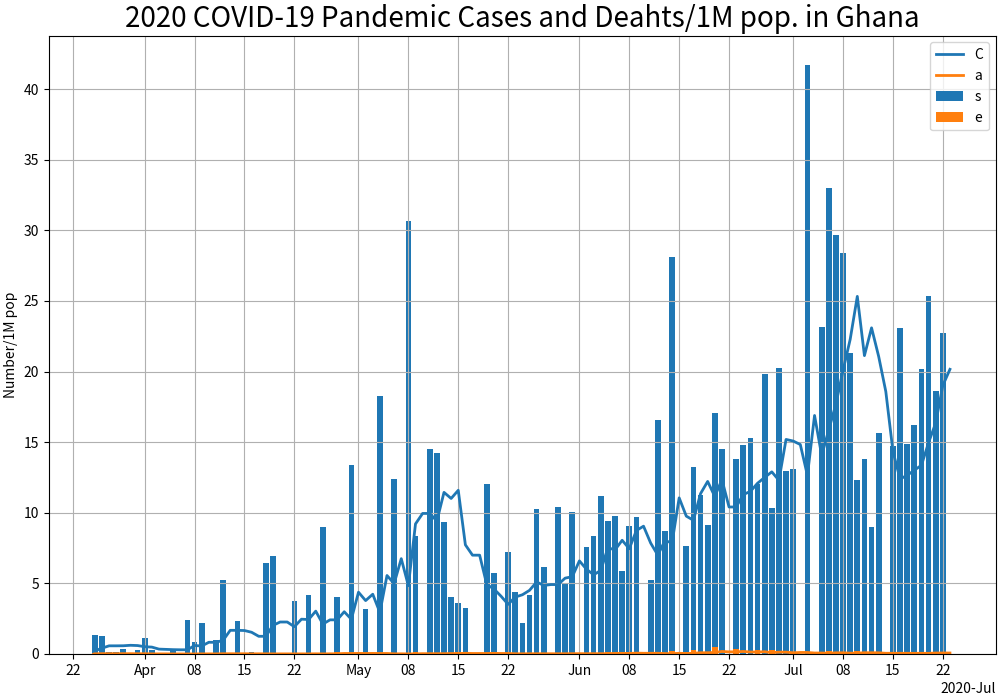 2020 COVID-19 Pandemic Cases and Deahts/1M pop. in Ghana
C
a
s
e
Number/1M pop
40
35
30
25
20
15
10
5
0
22 Apr 08 15 22 May 08 15 22 Jun 08 15 22 Jul 08 15 22
2020-Jul